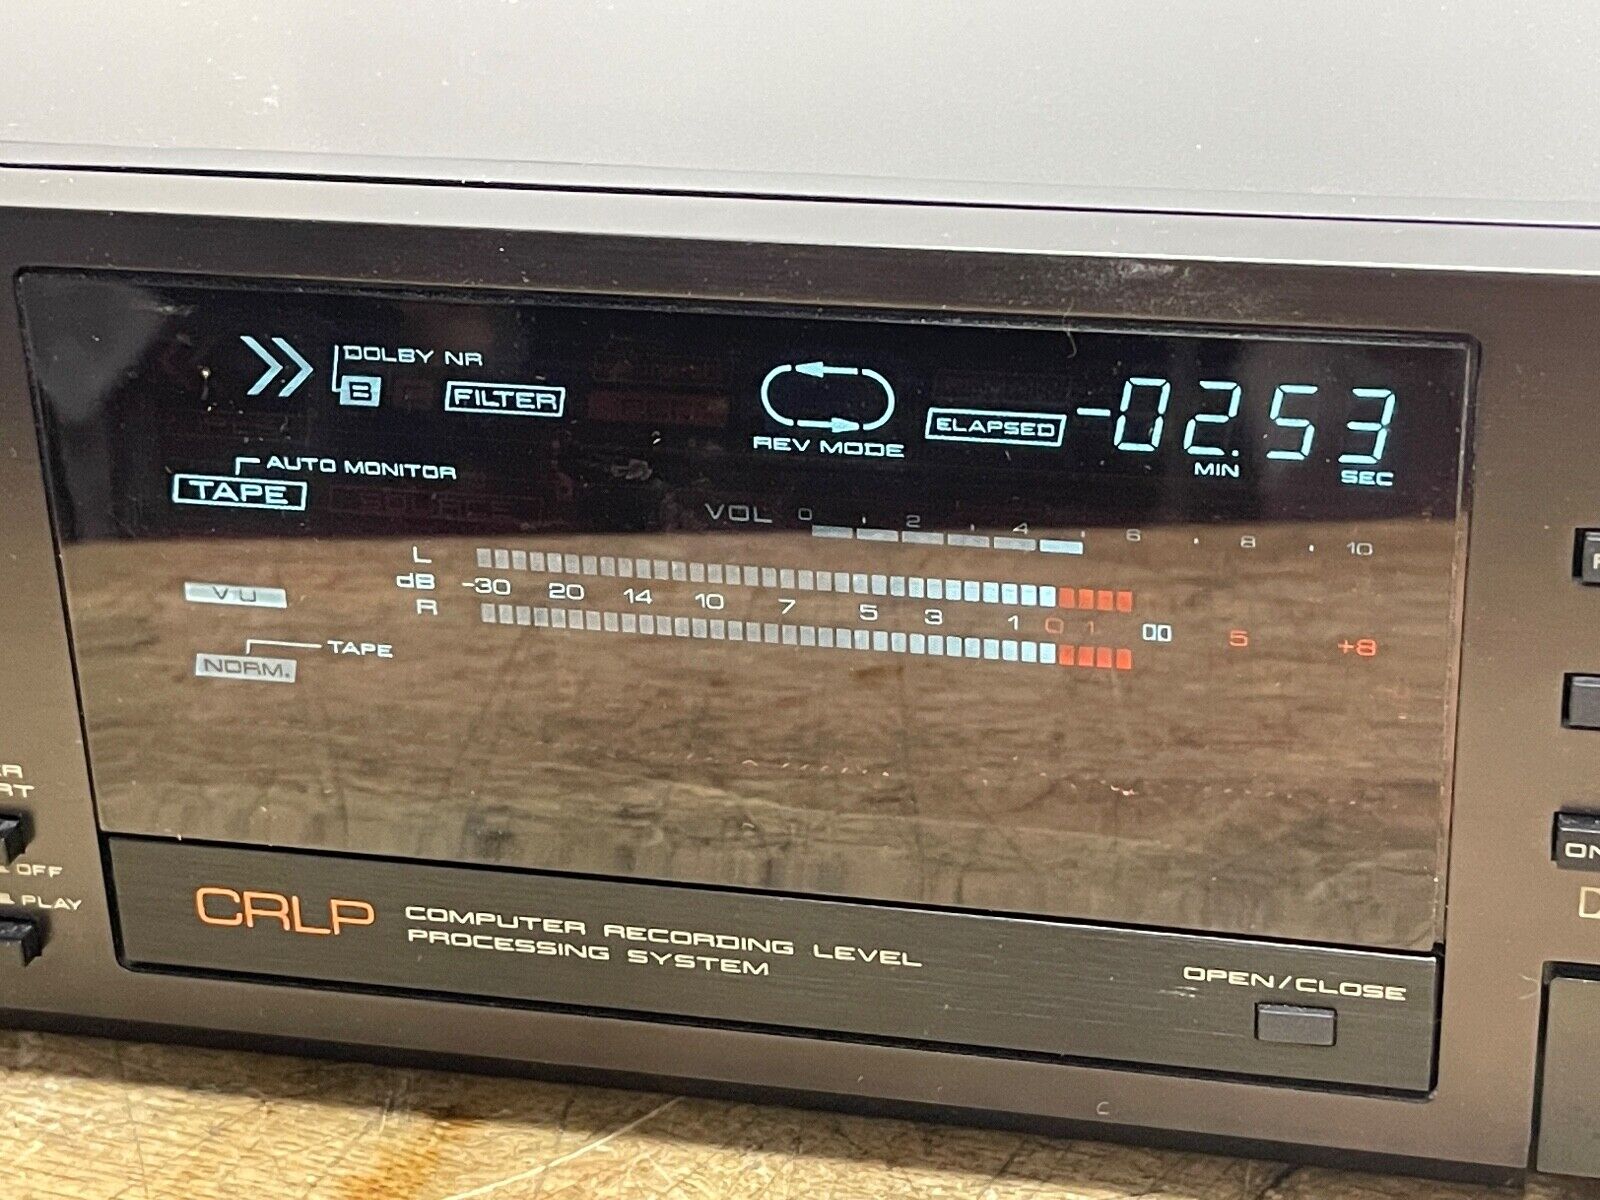 DOLBY NR
B
FILTER
REV MODE
ELAPSED
-02.53
MIN
SEC
AUTO MONITOR
TAPE
VOL 0 2 4 6 8 10
L
dB -30 20 14 10 7 5 3 1 0 1 5 +8
R
VU
TAPE
NORM.
OFF
PLAY
CRLP
COMPUTER RECORDING LEVEL
PROCESSING SYSTEM
OPEN/CLOSE